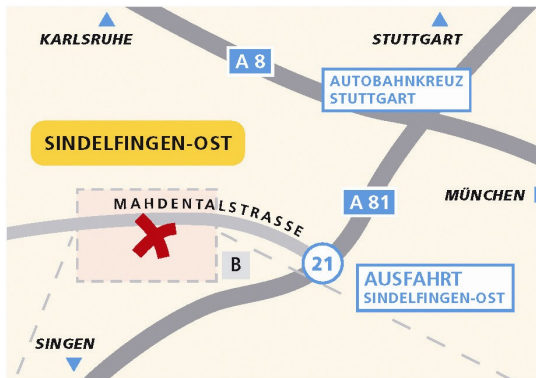 KARLSRUHE
STUTTGART
A 8
AUTOBAHNKREUZ
STUTTGART
SINDELFINGEN-OST
MAHDENTALSTRASSE
A 81
MÜNCHEN
B
21
AUSFAHRT
SINDELFINGEN-OST
SINGEN